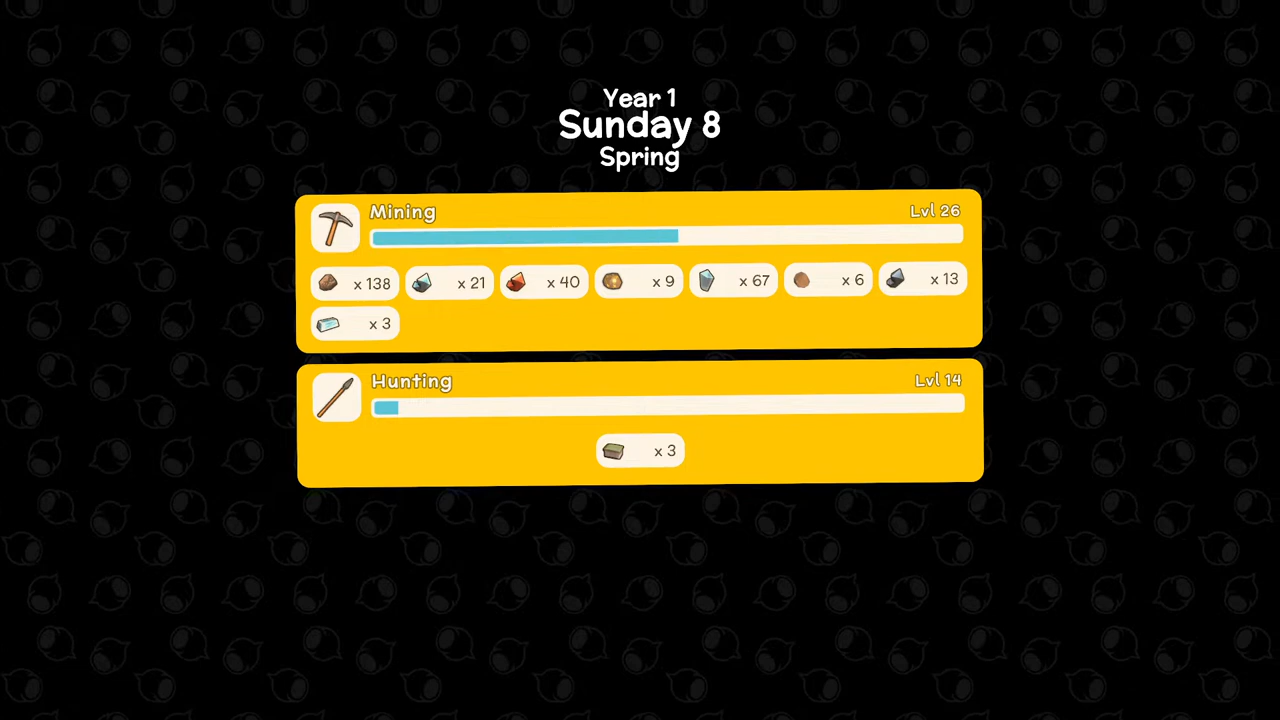 Year 1
Sunday 8
Spring
Mining
Lvl 26
x 138
x 21
x 40
x 9
x 67
x 6
x 13
x 3
Hunting
Lvl 14
x 3